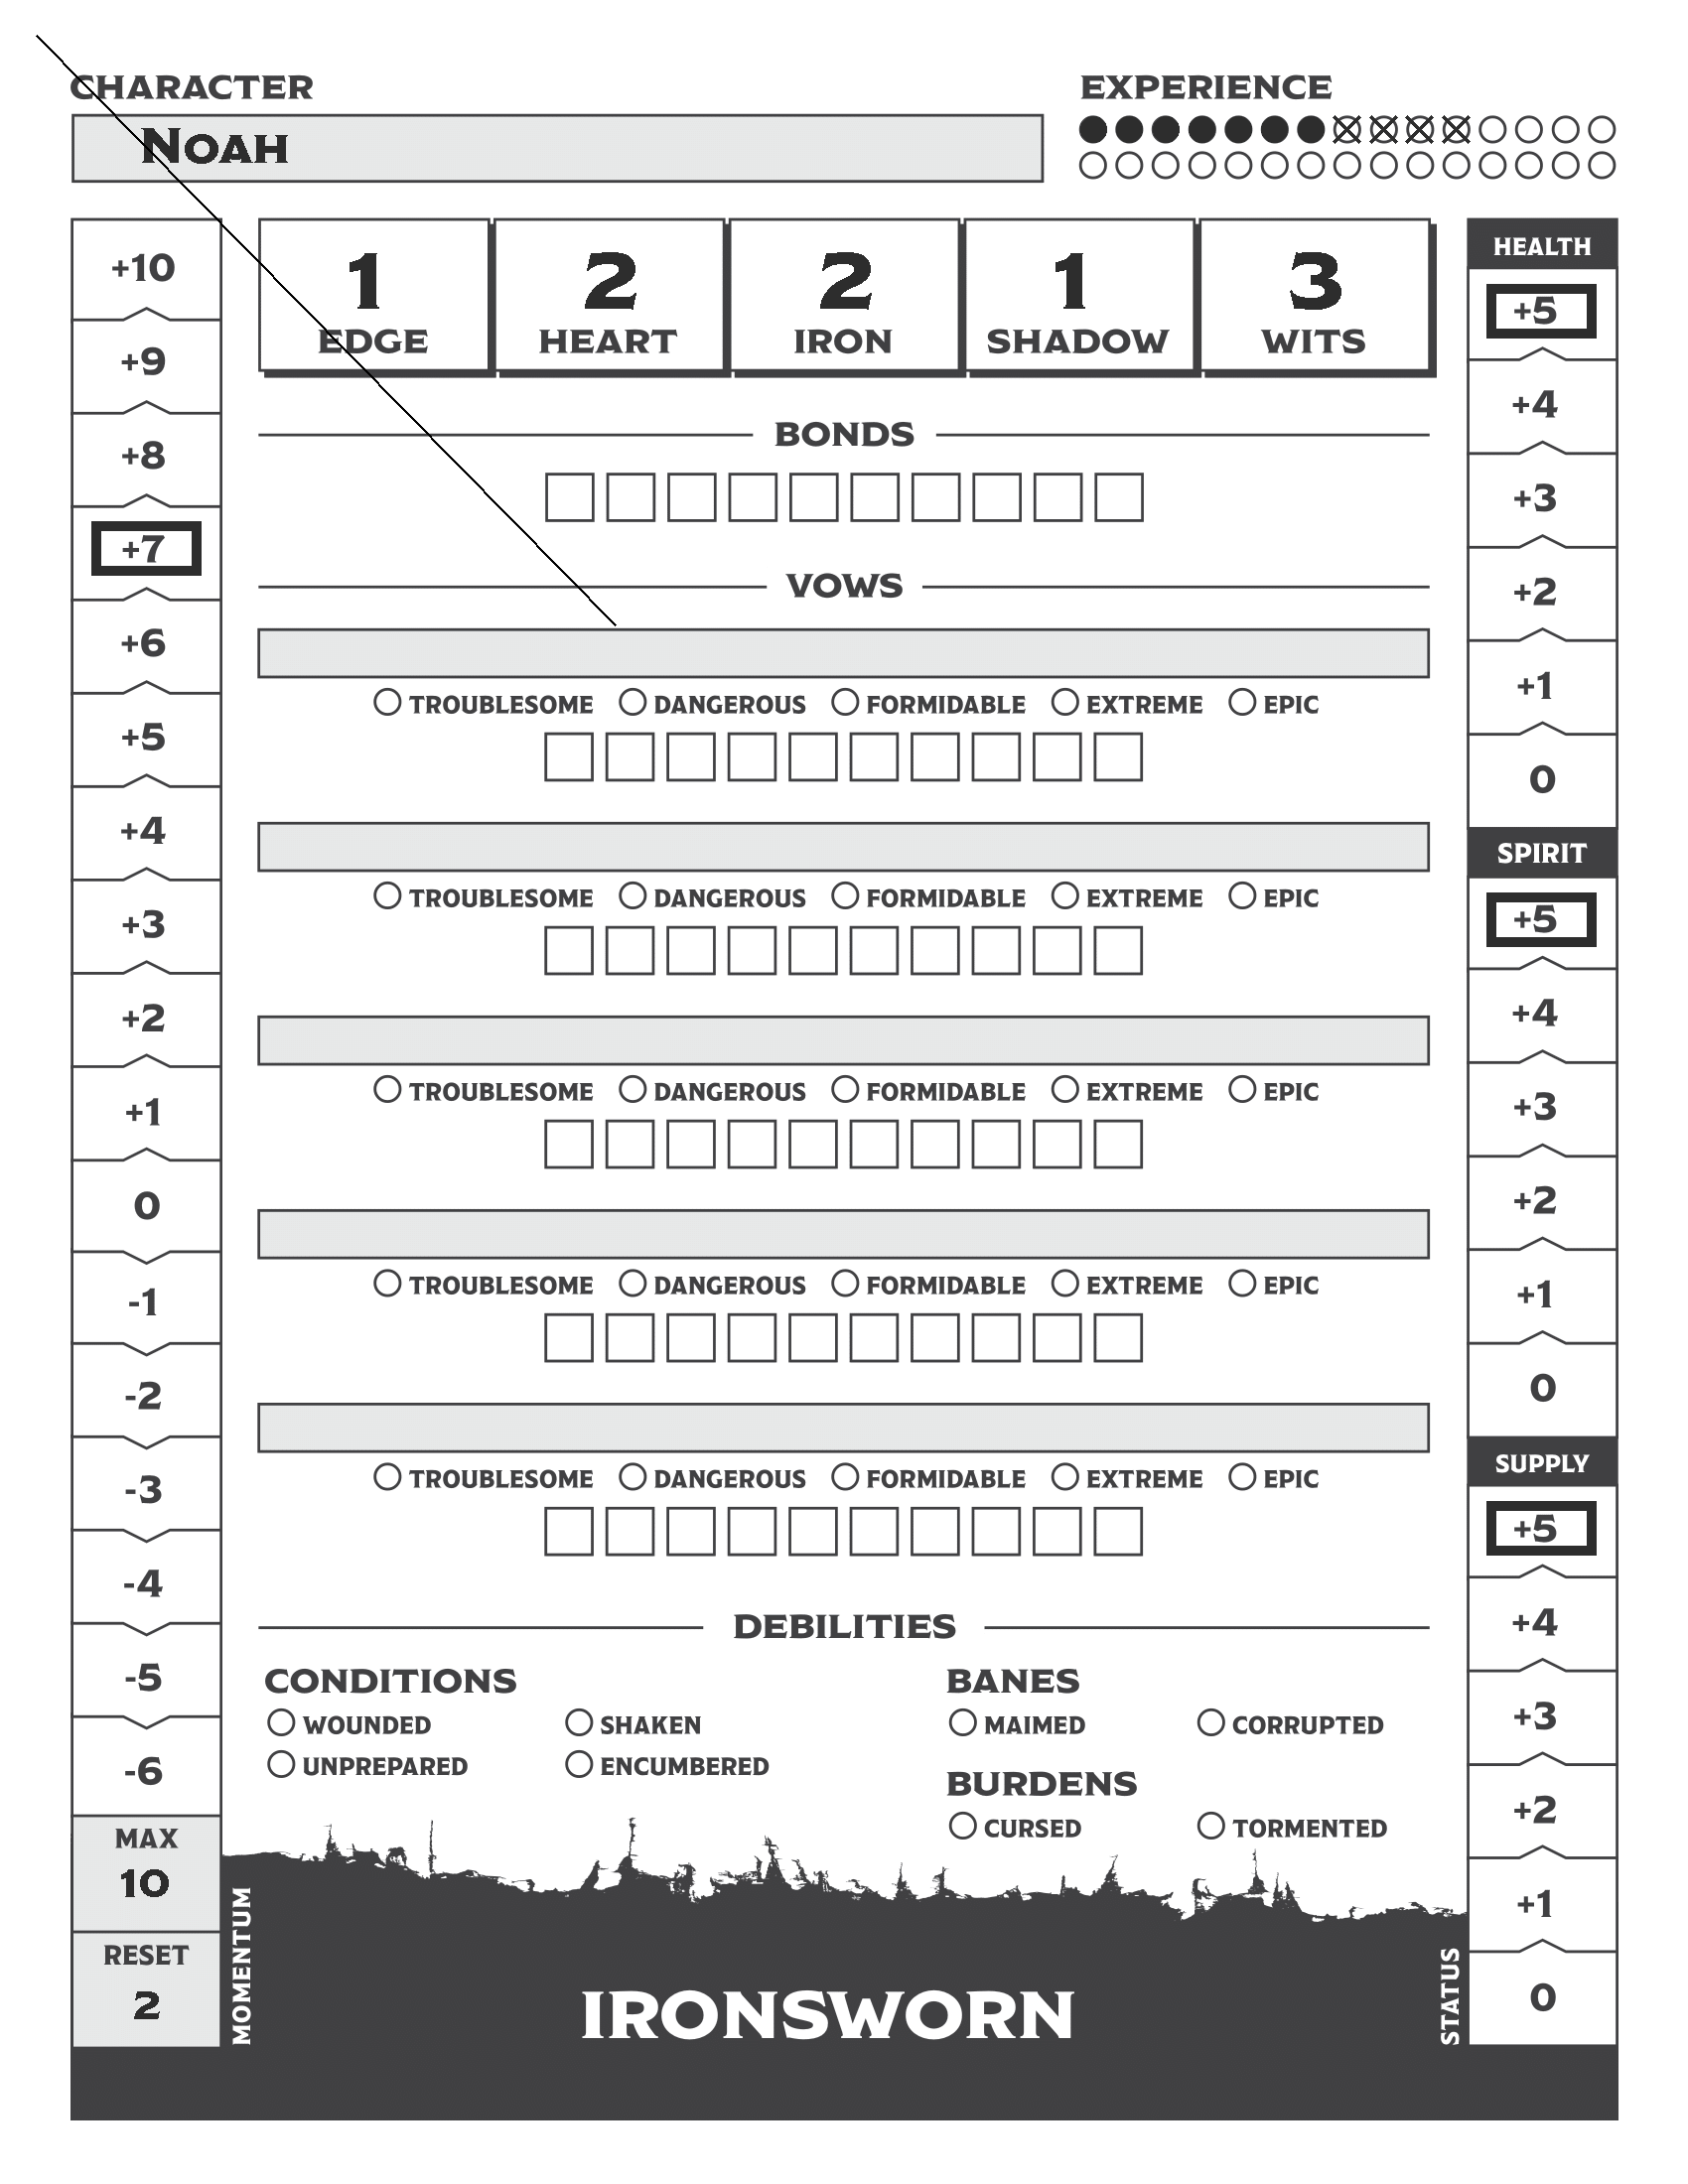 CHARACTER
Noah
EXPERIENCE
+10
+9
+8
+7
+6
+5
+4
+3
+2
+1
0
-1
-2
-3
-4
-5
-6
MAX
10
RESET
2
MOMENTUM
1 2 2 1 3
EDGE HEART IRON SHADOW WITS
BONDS
VOWS
TROUBLESOME DANGEROUS FORMIDABLE EXTREME EPIC
TROUBLESOME DANGEROUS FORMIDABLE EXTREME EPIC
TROUBLESOME DANGEROUS FORMIDABLE EXTREME EPIC
TROUBLESOME DANGEROUS FORMIDABLE EXTREME EPIC
TROUBLESOME DANGEROUS FORMIDABLE EXTREME EPIC
DEBILITIES
CONDITIONS
WOUNDED SHAKEN
UNPREPARED ENCUMBERED
BANES
MAIMED CORRUPTED
BURDENS
CURSED TORMENTED
IRONSWORN
HEALTH
+5
+4
+3
+2
+1
0
SPIRIT
+5
+4
+3
+2
+1
0
SUPPLY
+5
+4
+3
+2
+1
0
STATUS